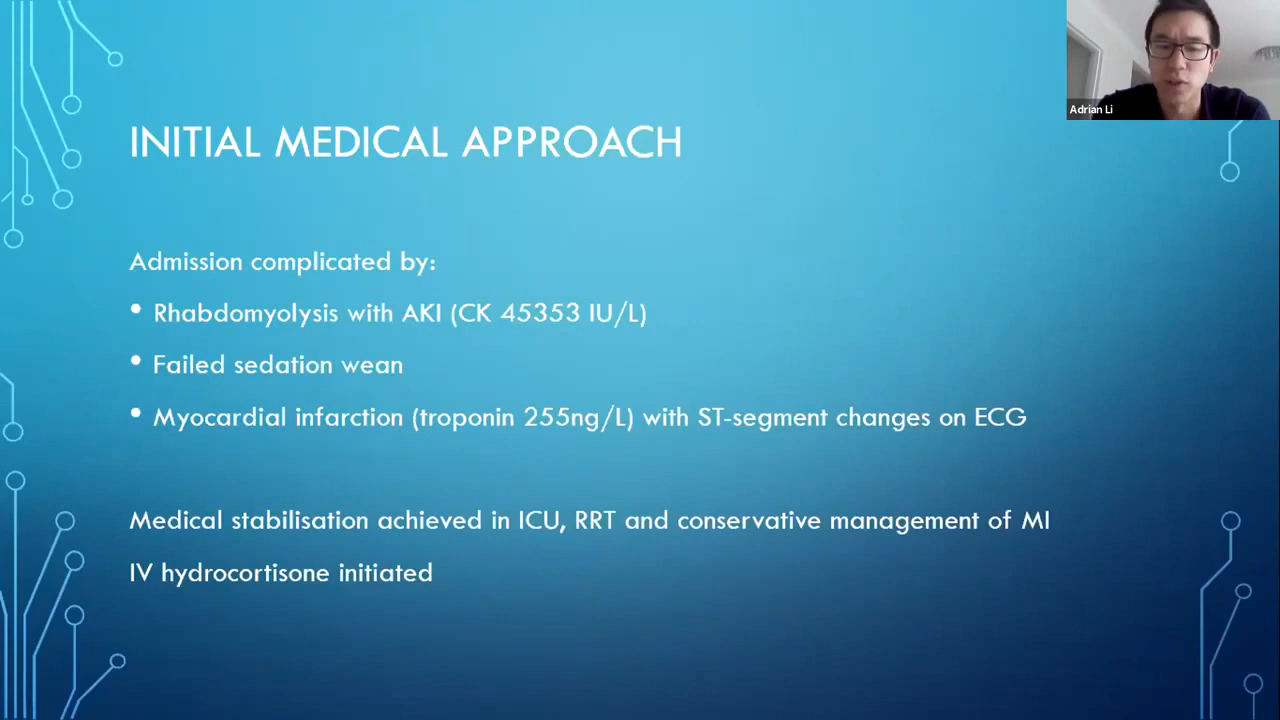 Adrian Li
INITIAL MEDICAL APPROACH
Admission complicated by:
• Rhabdomyolysis with AKI (CK 45353 IU/L)
• Failed sedation wean
• Myocardial infarction (troponin 255ng/L) with ST-segment changes on ECG
Medical stabilisation achieved in ICU, RRT and conservative management of MI
IV hydrocortisone initiated